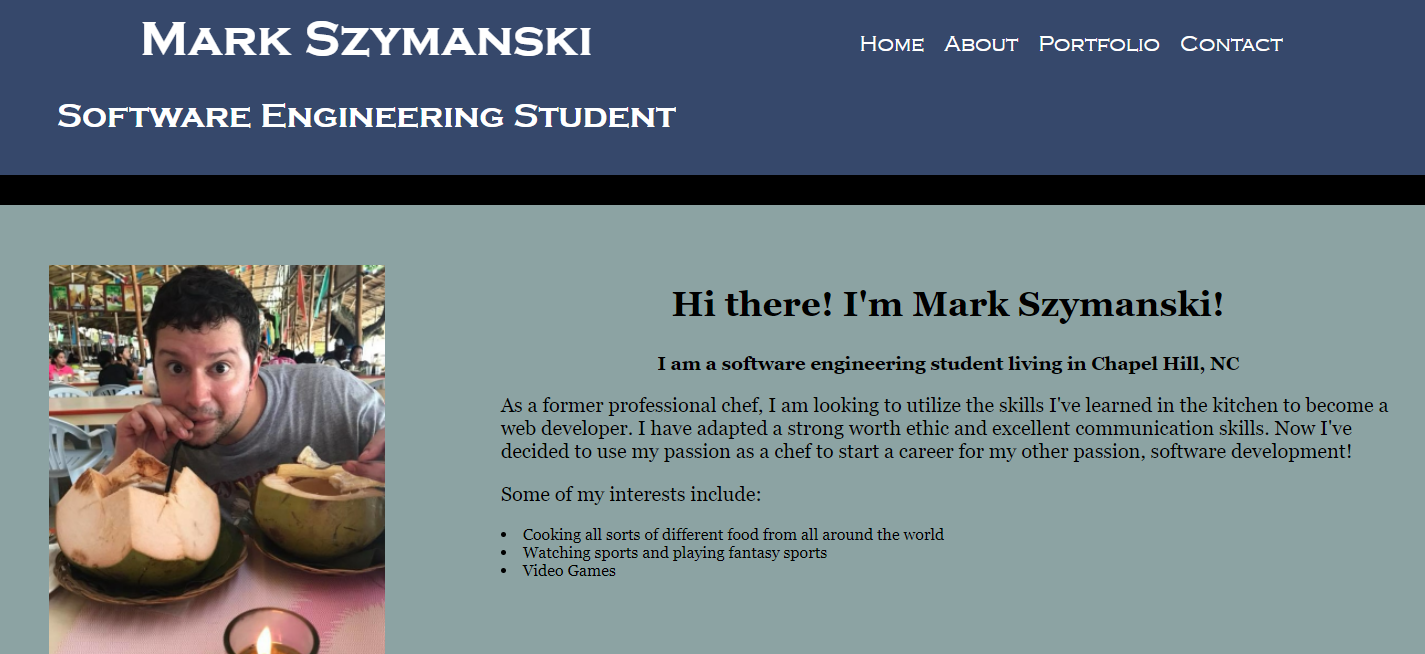 Mark Szymanski
Home About Portfolio Contact
Software Engineering Student
Hi there! I'm Mark Szymanski!
I am a software engineering student living in Chapel Hill, NC
As a former professional chef, I am looking to utilize the skills I've learned in the kitchen to become a
web developer. I have adapted a strong worth ethic and excellent communication skills. Now I've
decided to use my passion as a chef to start a career for my other passion, software development!
Some of my interests include:
• Cooking all sorts of different food from all around the world
• Watching sports and playing fantasy sports
• Video Games